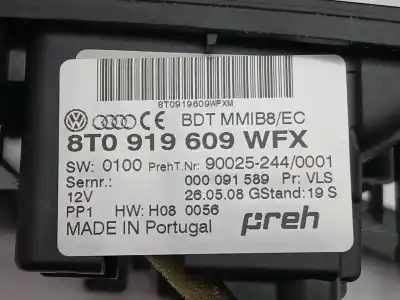 8T0919609WFXM
CE BDT MMIB8/EC
8T0 919 609 WFX
SW: 0100 PrehT.Nr: 90025-244/0001
Sernr.: 000 091 589 Pr: VLS
12V 26.05.08 GStand: 19 S
PP1 HW: H08 0056
MADE IN Portugal preh